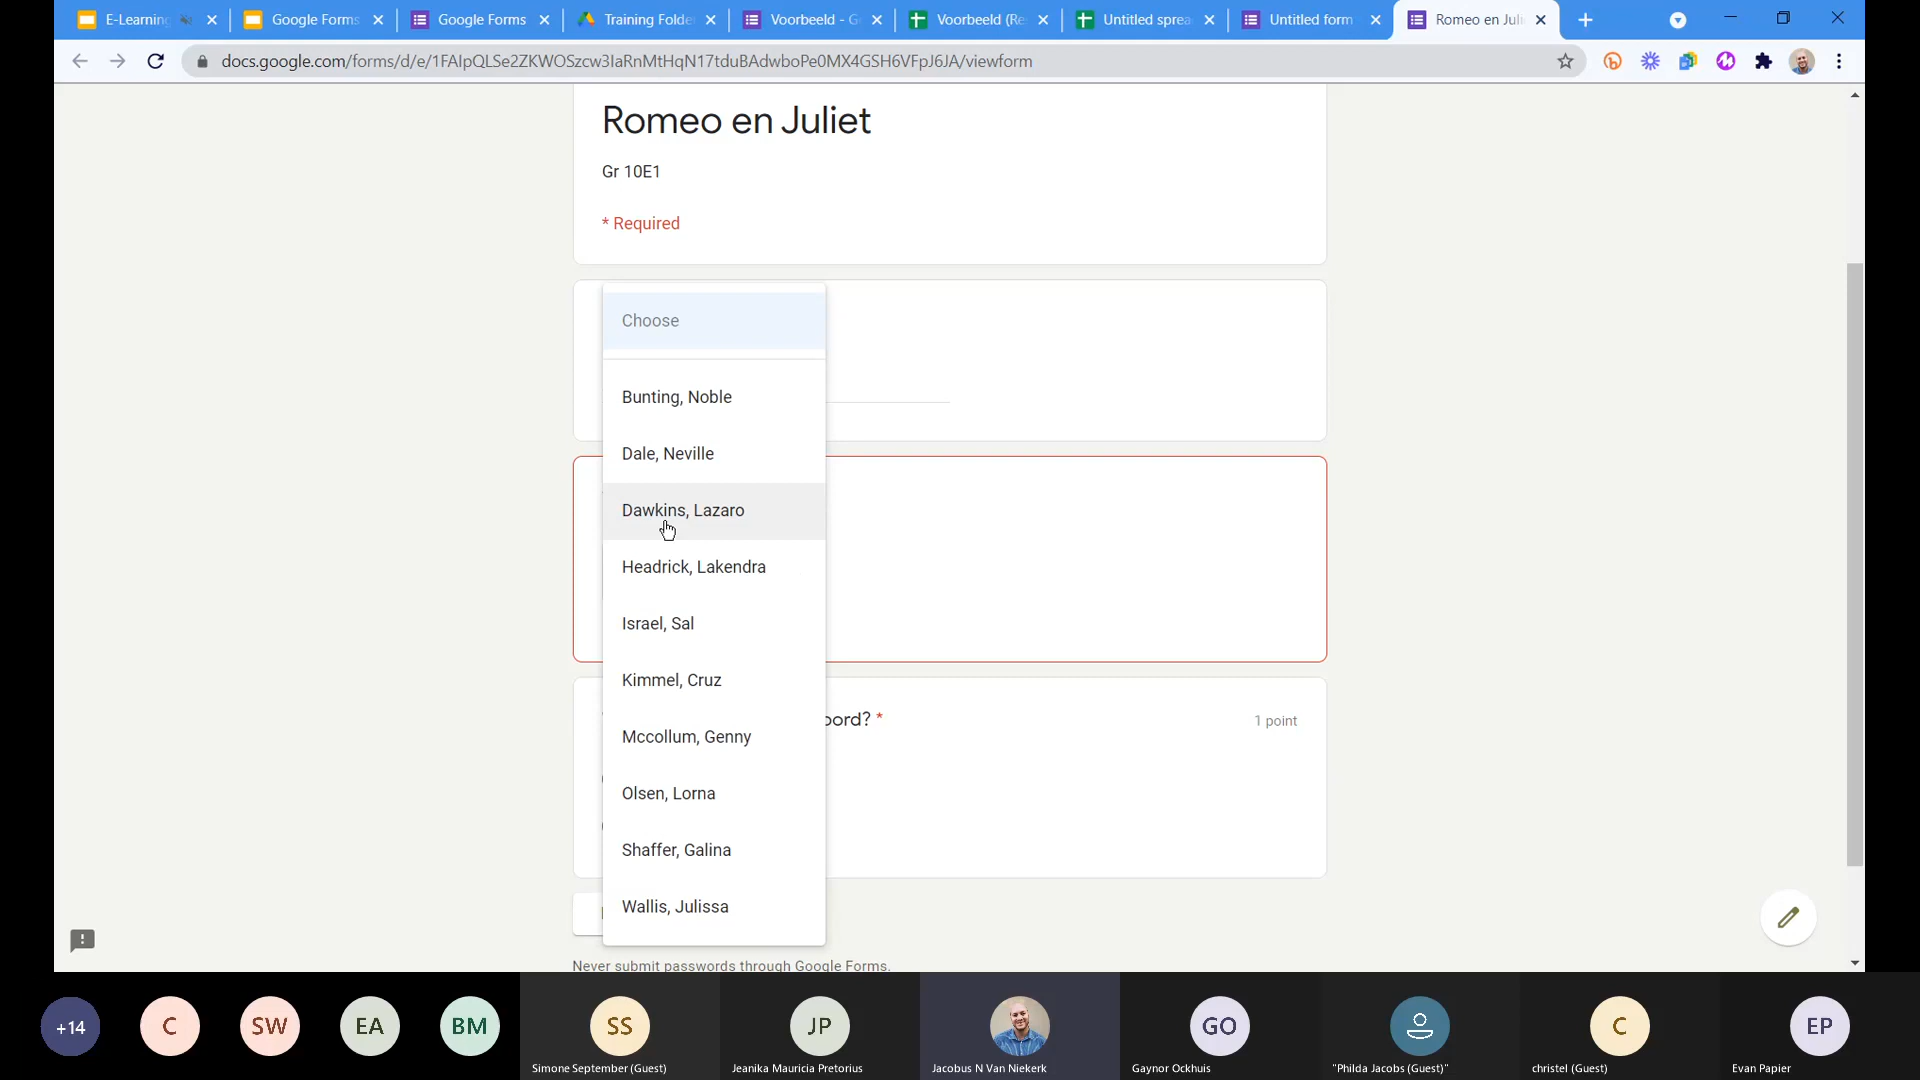 E-Learning
Google Forms
Google Forms
Training Folde
Voorbeeld - G
Voorbeeld (Re
Untitled sprea
Untitled form
Romeo en Juli
docs.google.com/forms/d/e/1FAIpQLSe2ZKWOSzcw3IaRnMtHqN17tduBAdwboPe0MX4GSH6VFpJ6JA/viewform
Romeo en Juliet
Gr 10E1
* Required
Choose
Bunting, Noble
Dale, Neville
Dawkins, Lazaro
Headrick, Lakendra
Israel, Sal
Kimmel, Cruz
Mccollum, Genny
oord? *
1 point
Olsen, Lorna
Shaffer, Galina
Wallis, Julissa
Never submit passwords through Google Forms.
+14
C
SW
EA
BM
SS
JP
GO
C
EP
Simone September (Guest)
Jeanika Mauricia Pretorius
Jacobus N Van Niekerk
Gaynor Ockhuis
"Philda Jacobs (Guest)"
christel (Guest)
Evan Papier